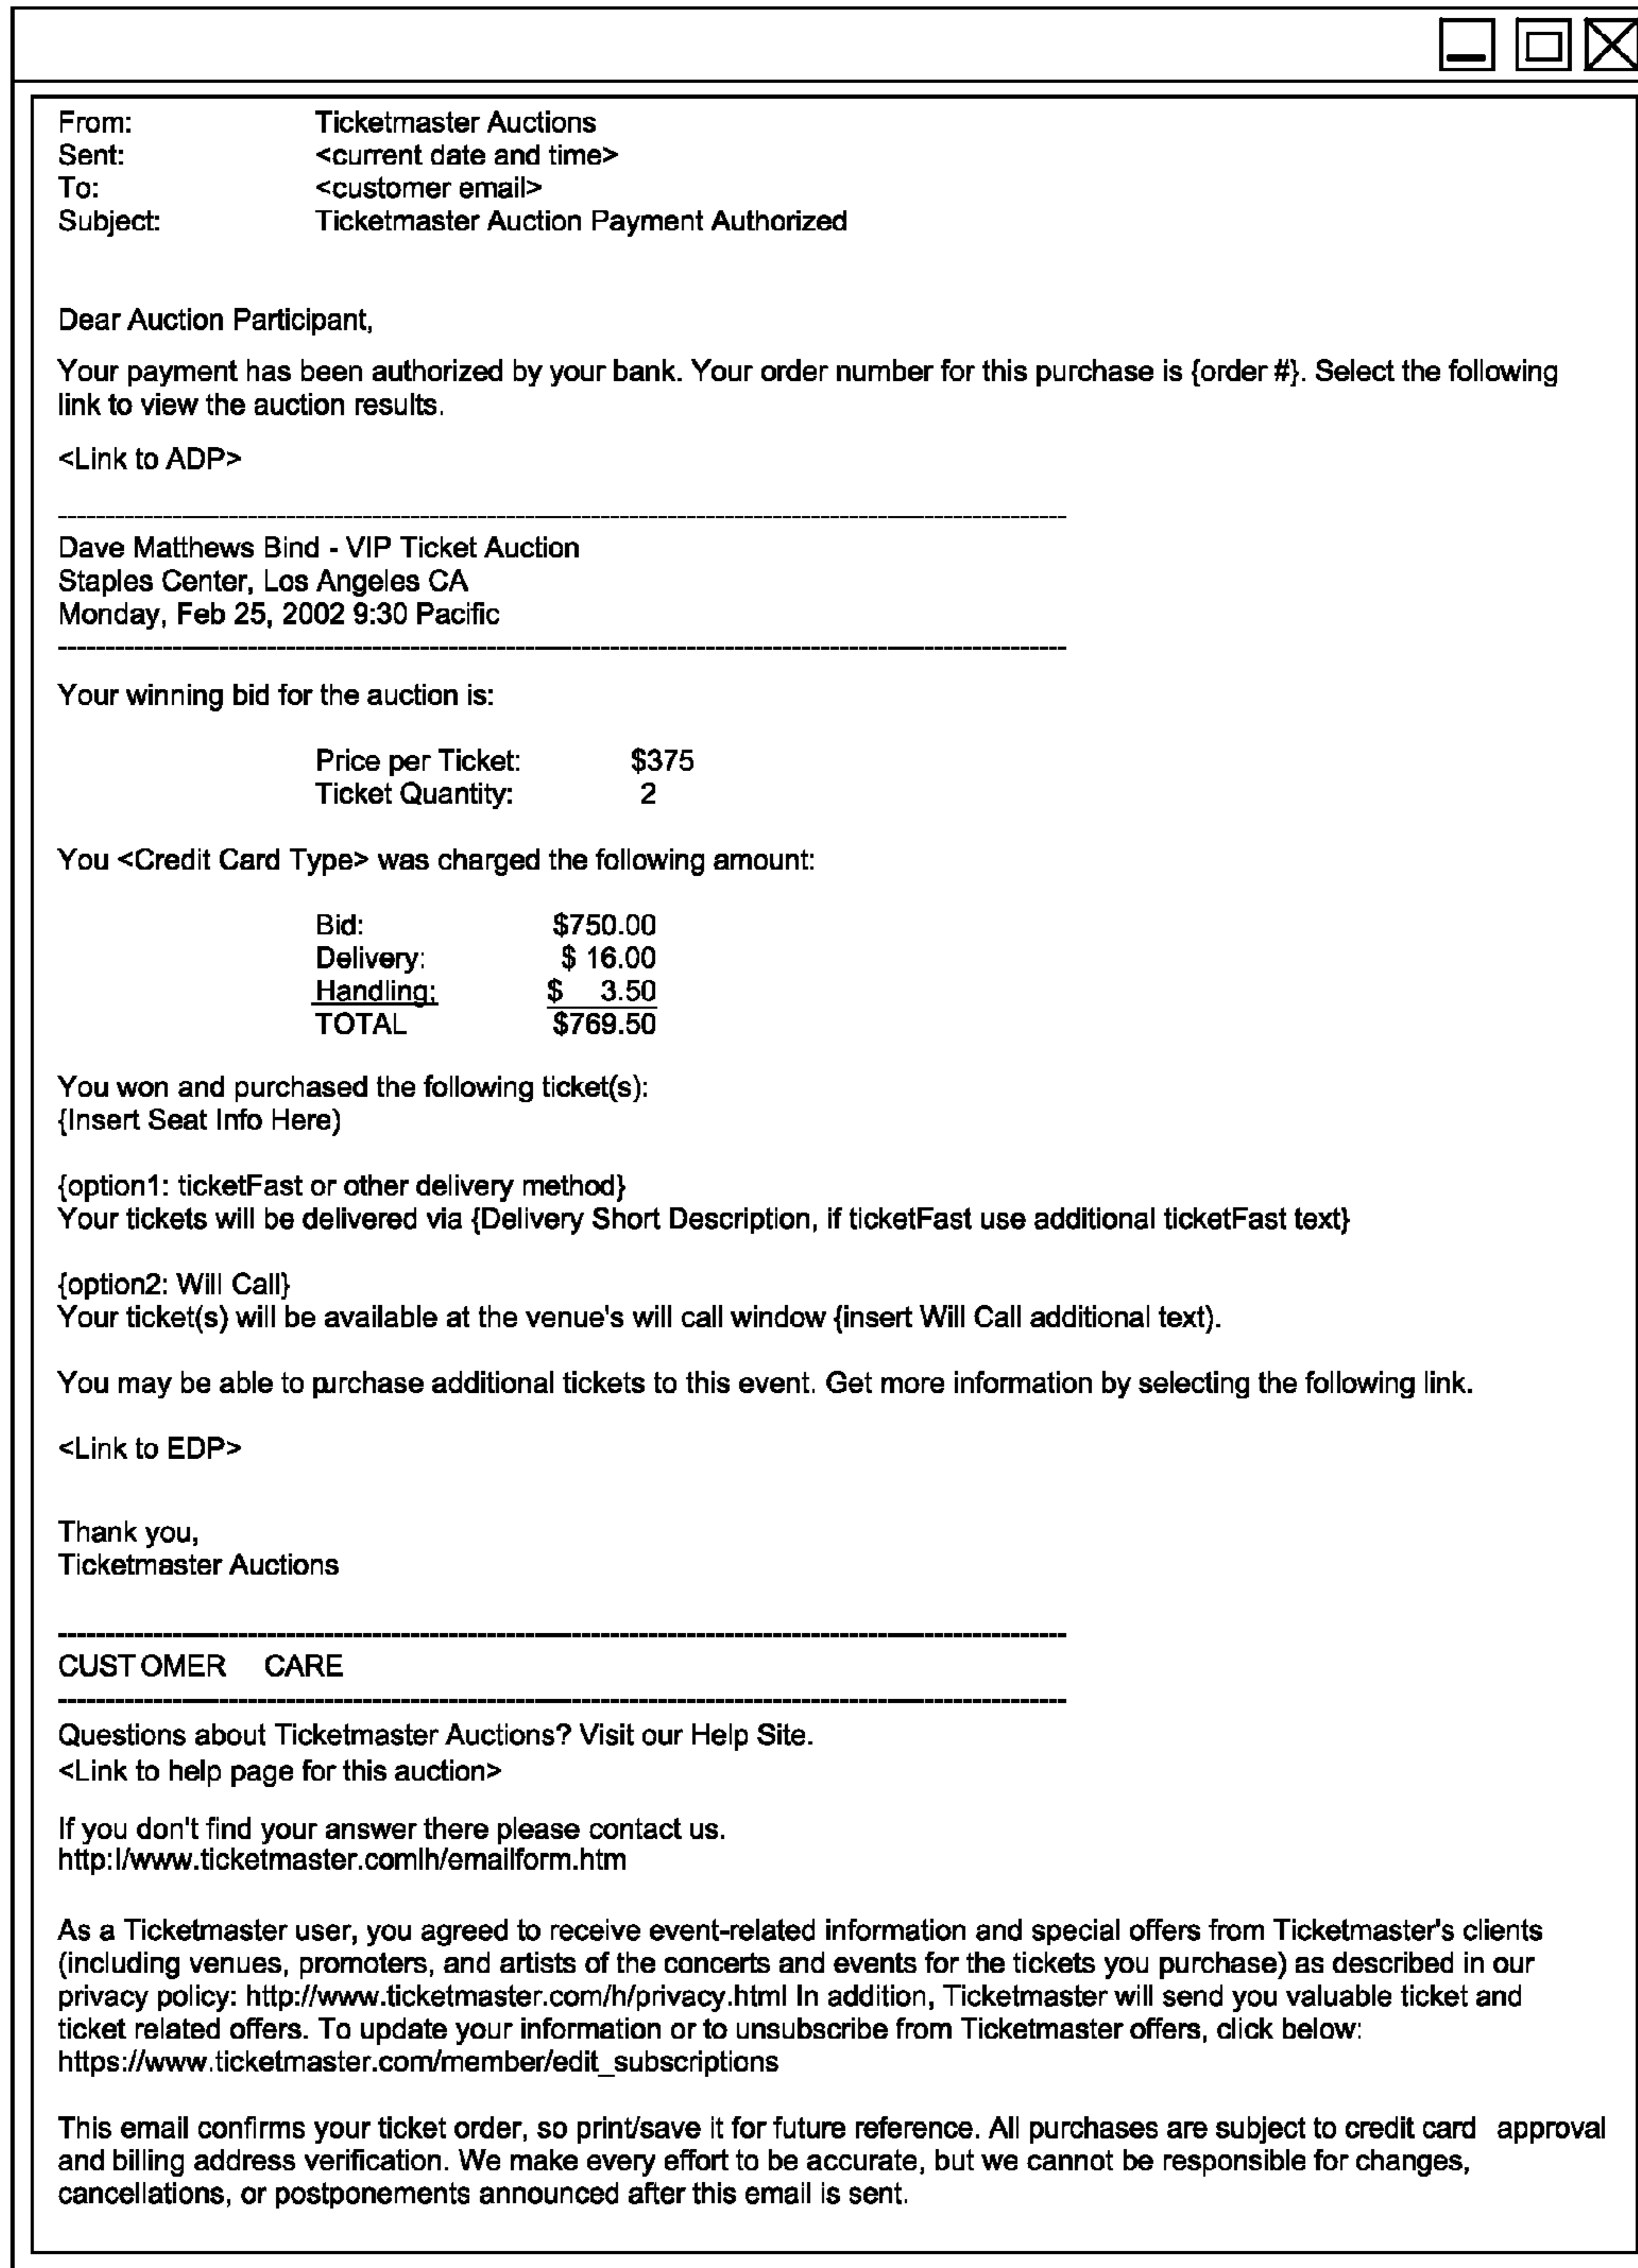 From: Ticketmaster Auctions
Sent: <current date and time>
To: <customer email>
Subject: Ticketmaster Auction Payment Authorized
Dear Auction Participant,
Your payment has been authorized by your bank. Your order number for this purchase is {order #}. Select the following
link to view the auction results.
<Link to ADP>
Dave Matthews Bind - VIP Ticket Auction
Staples Center, Los Angeles CA
Monday, Feb 25, 2002 9:30 Pacific
Your winning bid for the auction is:
Price per Ticket: $375
Ticket Quantity: 2
You <Credit Card Type> was charged the following amount:
Bid: $750.00
Delivery: $ 16.00
Handling; $ 3.50
TOTAL $769.50
You won and purchased the following ticket(s):
{Insert Seat Info Here)
{option1: ticketFast or other delivery method}
Your tickets will be delivered via {Delivery Short Description, if ticketFast use additional ticketFast text}
{option2: Will Call}
Your ticket(s) will be available at the venue's will call window {insert Will Call additional text).
You may be able to purchase additional tickets to this event. Get more information by selecting the following link.
<Link to EDP>
Thank you,
Ticketmaster Auctions
CUSTOMER CARE
Questions about Ticketmaster Auctions? Visit our Help Site.
<Link to help page for this auction>
If you don't find your answer there please contact us.
http:l/www.ticketmaster.comlh/emailform.htm
As a Ticketmaster user, you agreed to receive event-related information and special offers from Ticketmaster's clients
(including venues, promoters, and artists of the concerts and events for the tickets you purchase) as described in our
privacy policy: http://www.ticketmaster.com/h/privacy.html In addition, Ticketmaster will send you valuable ticket and
ticket related offers. To update your information or to unsubscribe from Ticketmaster offers, click below:
https://www.ticketmaster.com/member/edit_subscriptions
This email confirms your ticket order, so print/save it for future reference. All purchases are subject to credit card approval
and billing address verification. We make every effort to be accurate, but we cannot be responsible for changes,
cancellations, or postponements announced after this email is sent.